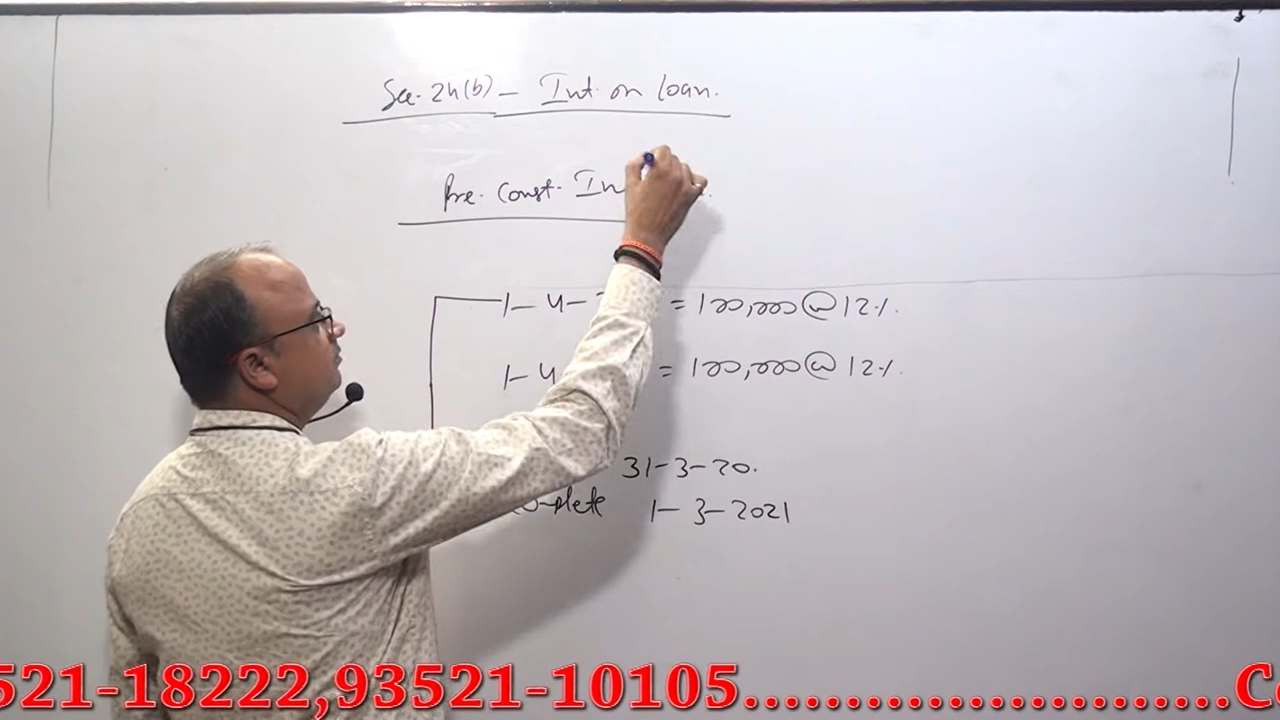 Sec. 24(b) – Int. on loan.
Pre. Const. In
1– 4– = 100,000 @ 12%.
1– 4 = 100,000 @ 12%.
31-3-20.
1– 3– 2021
521-18222,93521-10105......................Co